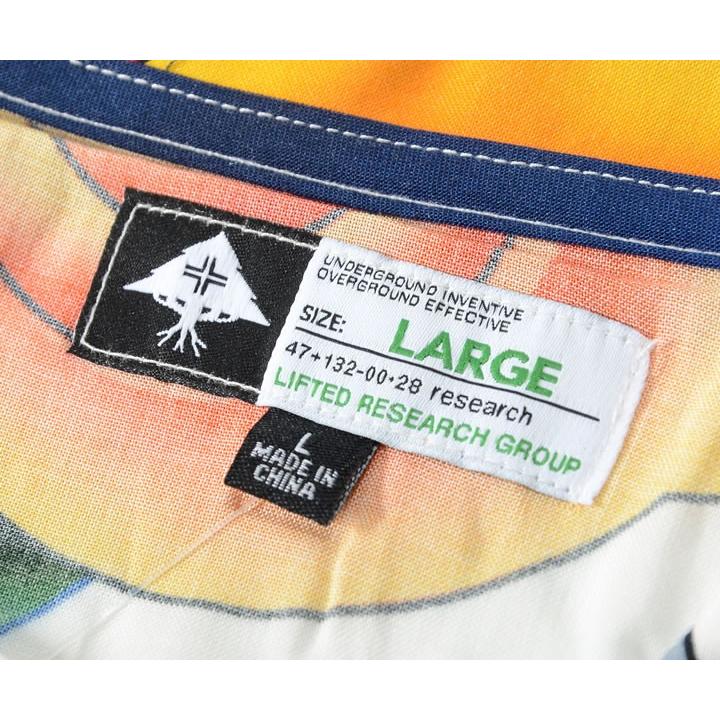 UNDERGROUND INVENTIVE
OVERGROUND EFFECTIVE
SIZE: LARGE
47+132-00•28 research
LIFTED RESEARCH GROUP
L
MADE IN
CHINA